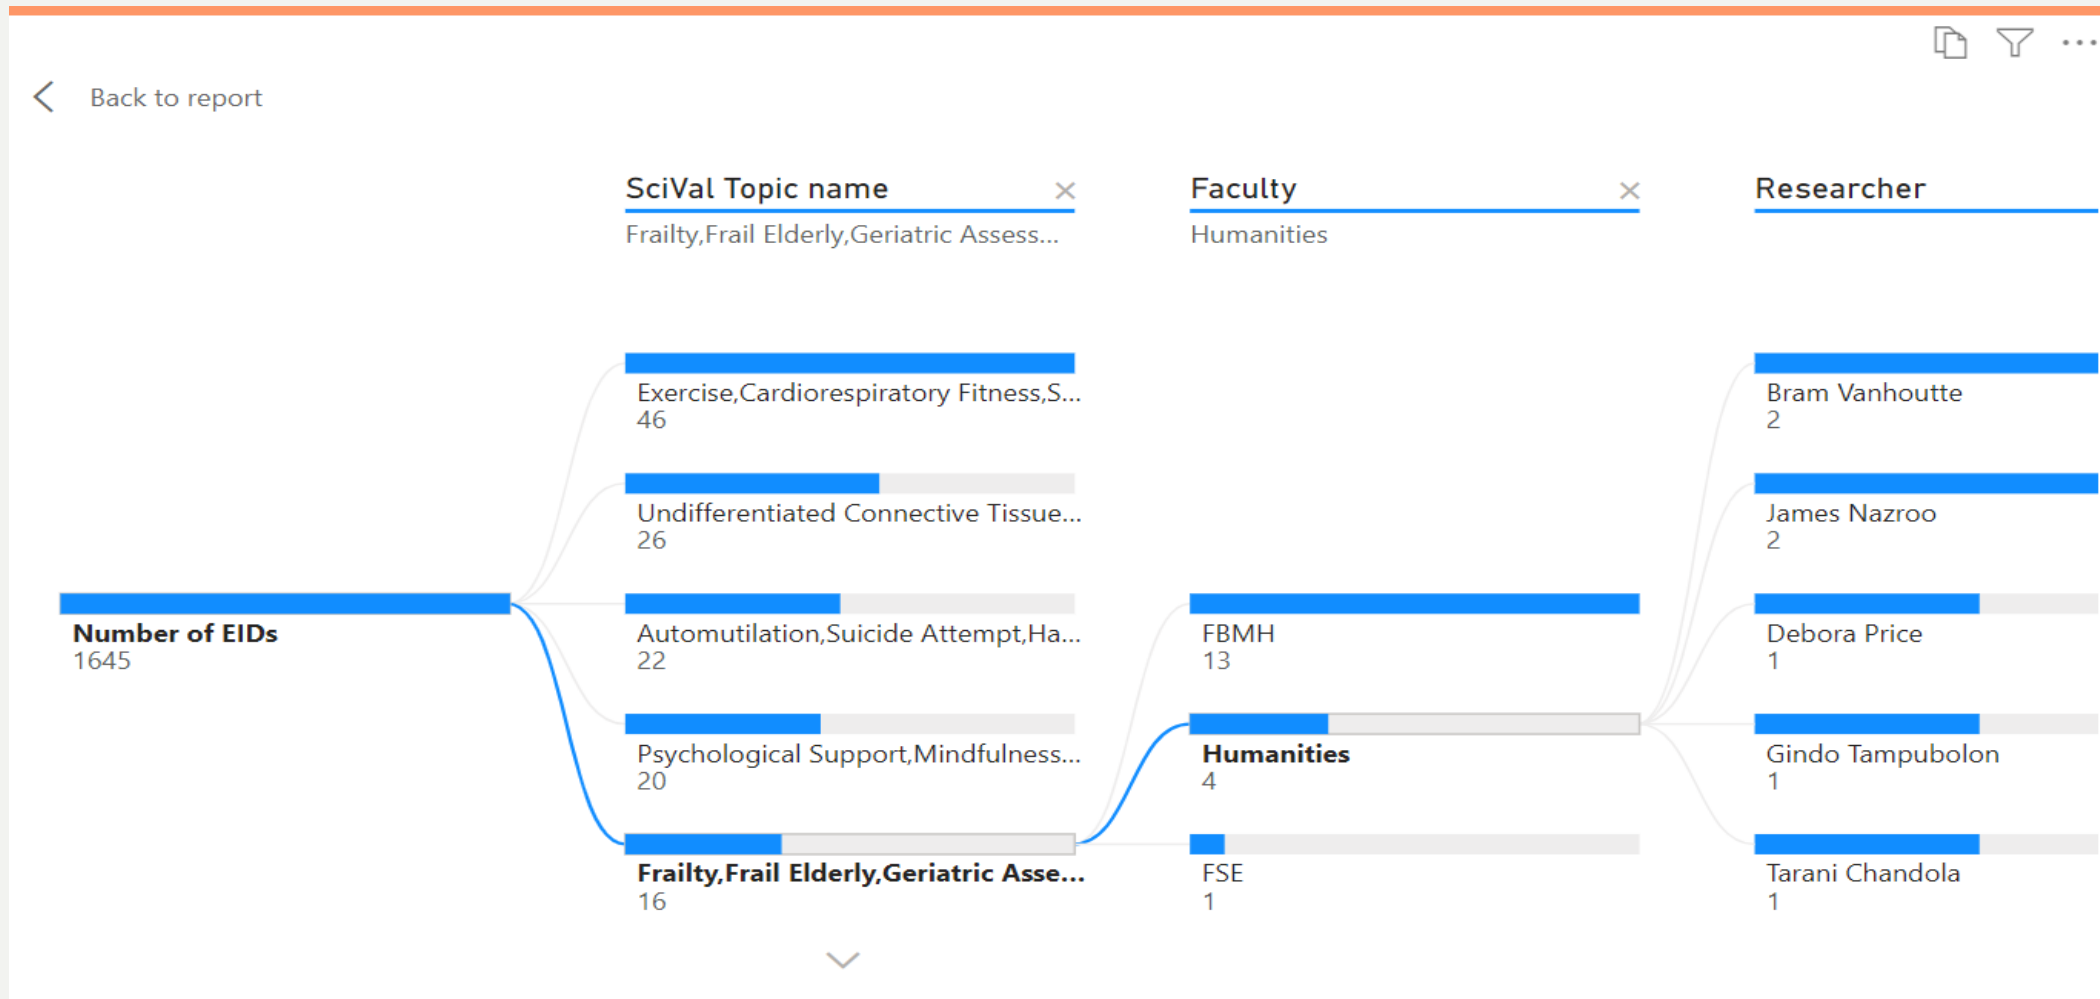 Back to report
SciVal Topic name
Frailty,Frail Elderly,Geriatric Assess...
Faculty
Humanities
Researcher
Number of EIDs
1645
Exercise,Cardiorespiratory Fitness,S...
46
Undifferentiated Connective Tissue...
26
Automutilation,Suicide Attempt,Ha...
22
Psychological Support,Mindfulness...
20
Frailty,Frail Elderly,Geriatric Asse...
16
FBMH
13
Humanities
4
FSE
1
Bram Vanhoutte
2
James Nazroo
2
Debora Price
1
Gindo Tampubolon
1
Tarani Chandola
1